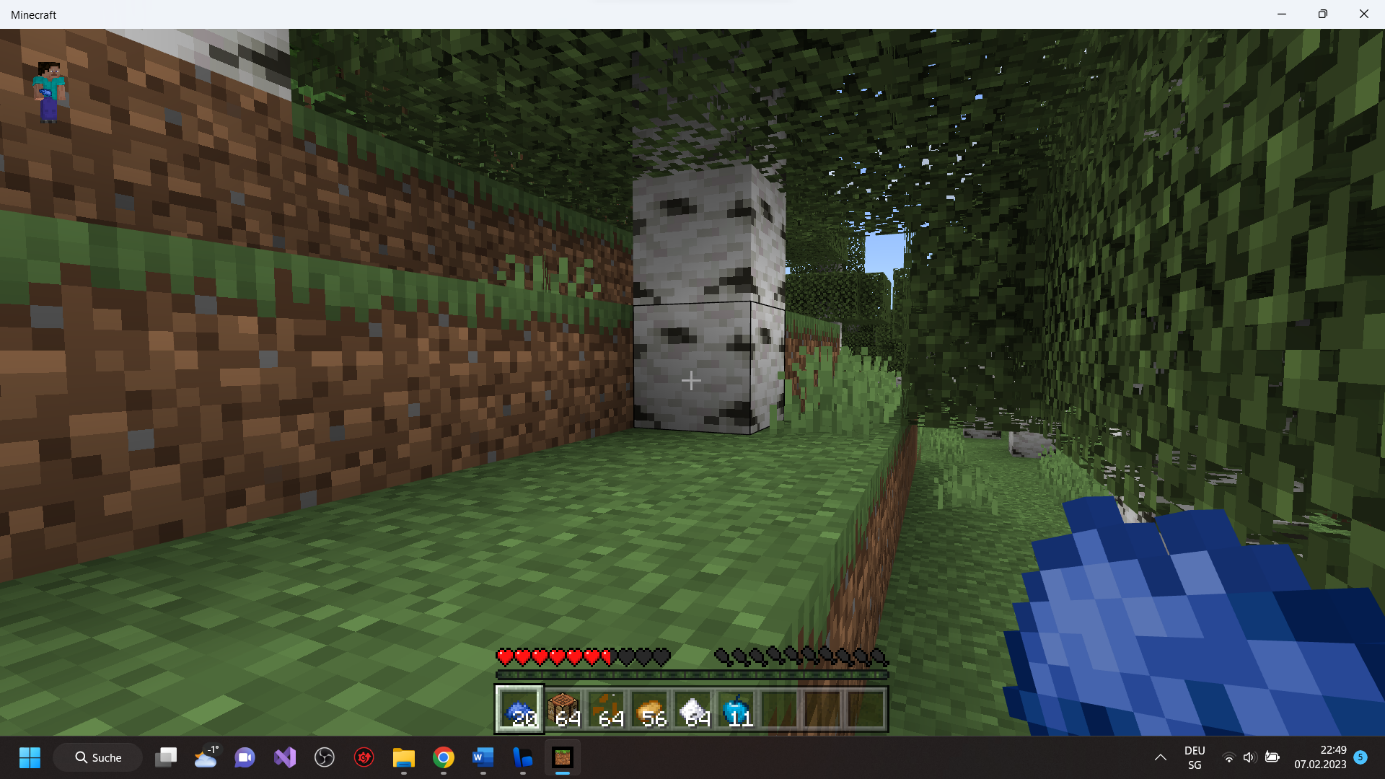 Minecraft
20 64 64 56 64 11
-1°
Suche
DEU
SG
22:49
07.02.2023
5